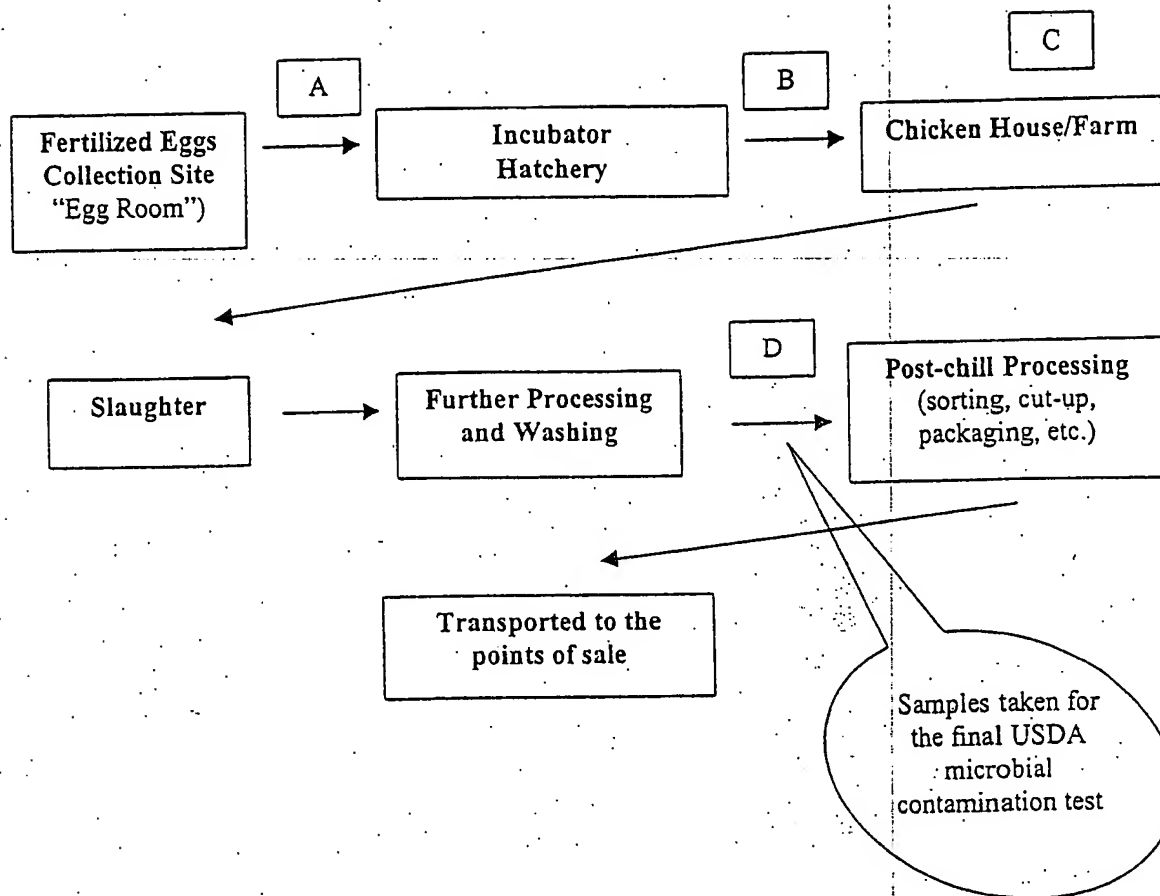 A
B
C
Fertilized Eggs
Collection Site
“Egg Room”)
Incubator
Hatchery
Chicken House/Farm
Slaughter
Further Processing
and Washing
D
Post-chill Processing
(sorting, cut-up,
packaging, etc.)
Transported to the
points of sale
Samples taken for
the final USDA
microbial
contamination test